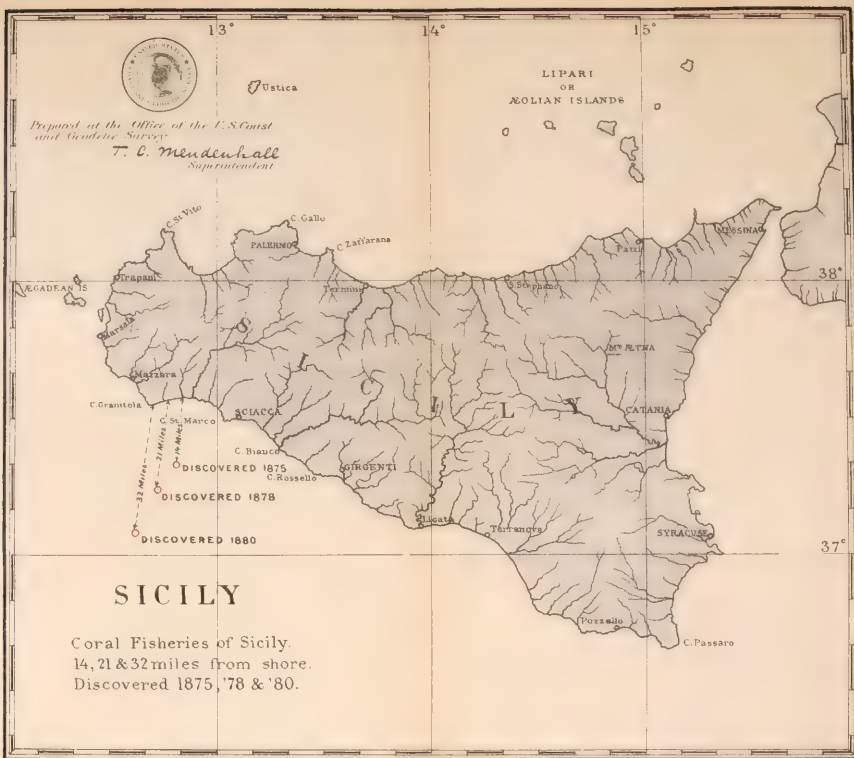 13°
14°
15°
UNITED STATES
Ustica
LIPARI
OR
ÆOLIAN ISLANDS
Prepared at the Office of the U.S. Coast
and Geodetic Survey
T. C. Mendenhall
Superintendent
C. St Vito
C. Gallo
PALERMO
C. Zaffarana
MESSINA
Patti
Trapani
ÆGADEAN IS
38°
S. Stephano
Marsala
Mt ÆTNA
SICILY
Mazzara
C. Granitola
C. St. Marco
SCIACCA
CATANIA
C. Bianco
GIRGENTI
C. Rossello
14 Miles
DISCOVERED 1875
21 Miles
DISCOVERED 1878
32 Miles
DISCOVERED 1880
Licata
Terranova
SYRACUSE
37°
Pozzallo
C. Passaro
SICILY
Coral Fisheries of Sicily.
14, 21 & 32 miles from shore.
Discovered 1875, '78 & '80.